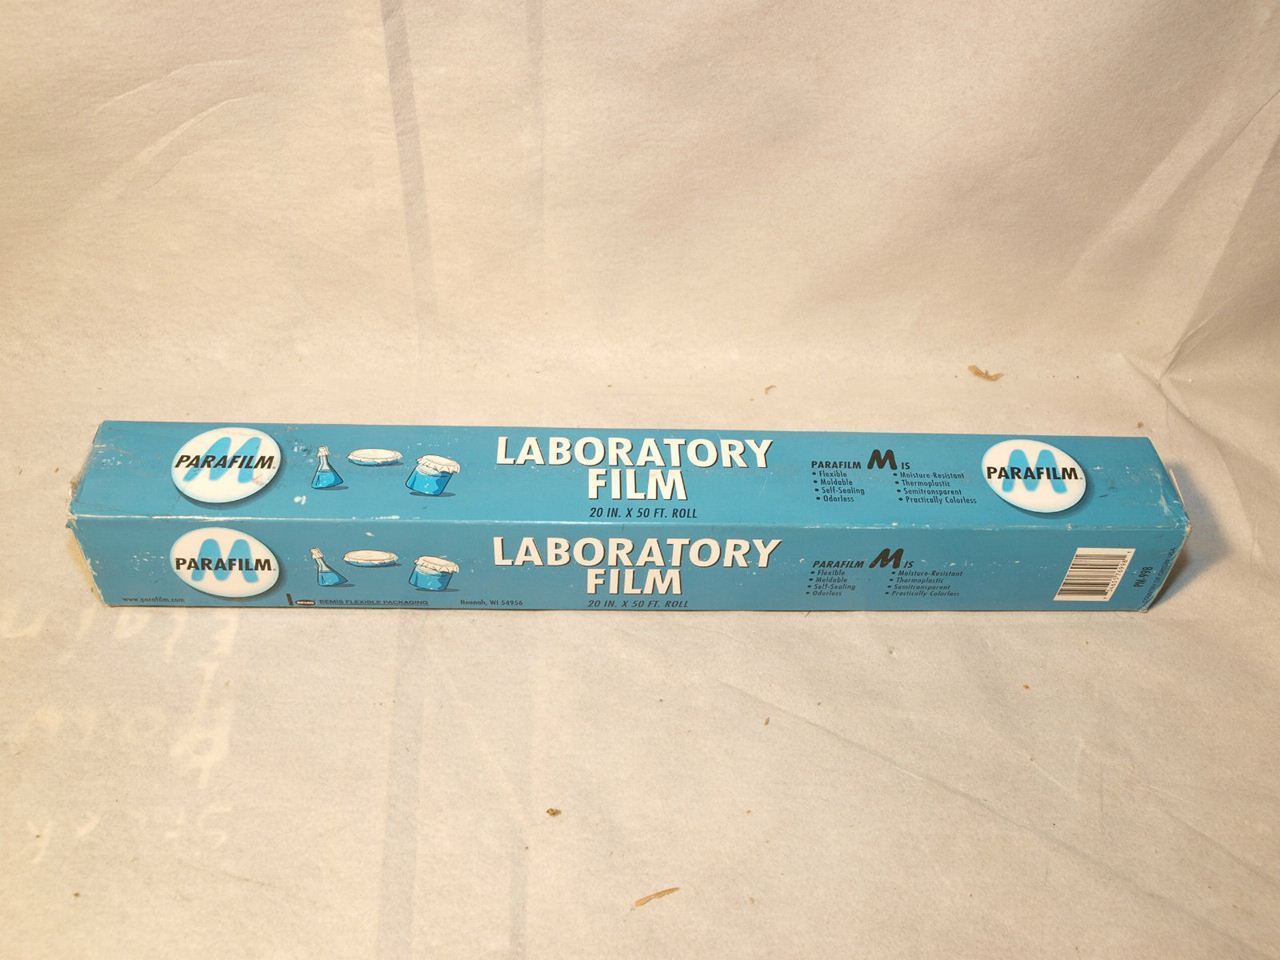 PARAFILM
M
LABORATORY
FILM
20 IN. X 50 FT. ROLL
PARAFILM M IS
• Flexible
• Moldable
• Self-Sealing
• Odorless
• Moisture-Resistant
• Thermoplastic
• Semitransparent
• Practically Colorless
PARAFILM
M
PARAFILM
M
www.parafilm.com
BEMIS FLEXIBLE PACKAGING
Neenah, WI 54956
LABORATORY
FILM
20 IN. X 50 FT. ROLL
PARAFILM M IS
• Flexible
• Moldable
• Self-Sealing
• Odorless
• Moisture-Resistant
• Thermoplastic
• Semitransparent
• Practically Colorless
PM-998